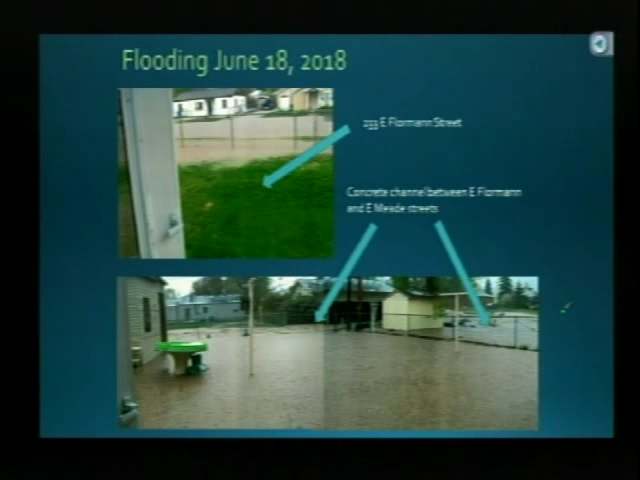 Flooding June 18, 2018
233 E Flormann Street
Concrete channel between E Flormann
and E Meade streets